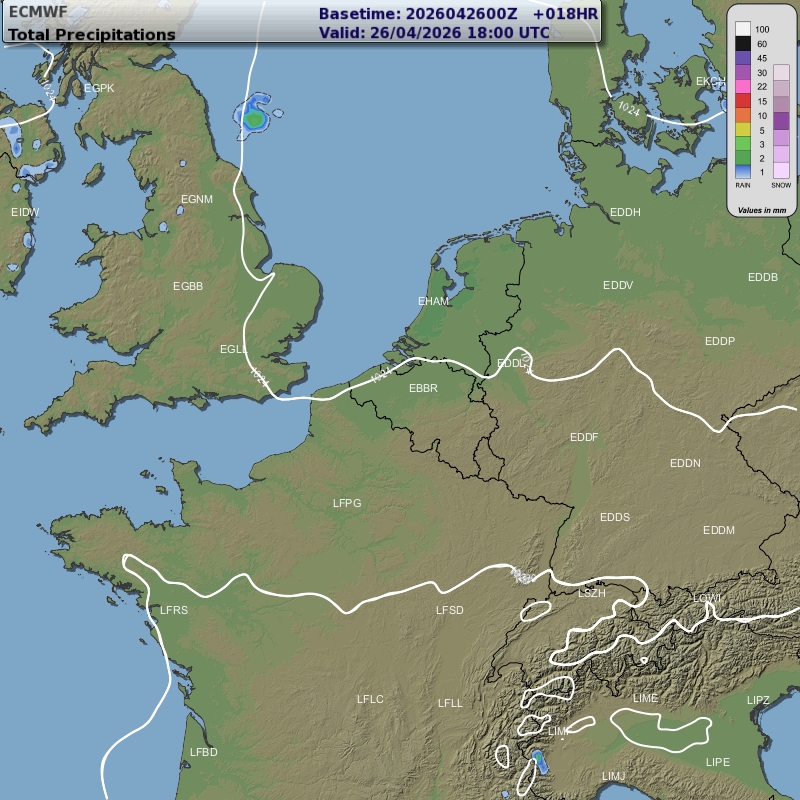 ECMWF
Basetime: 2026042600Z +018HR
Total Precipitations
Valid: 26/04/2026 18:00 UTC
100
60
45
30
22
15
10
5
3
2
1
RAIN
SNOW
Values in mm
EGPK
1024
EKCH
EIDW
EGNM
EDDH
EGBB
EHAM
EDDV
EDDB
EGLL
1024
1024
EDDL
EDDP
EBBR
EDDF
EDDN
LFPG
EDDS
EDDM
LFRS
LFSD
LSZH
LOWI
LFLC
LFLL
LIME
LIPZ
LIMF
LFBD
LIPE
LIMJ